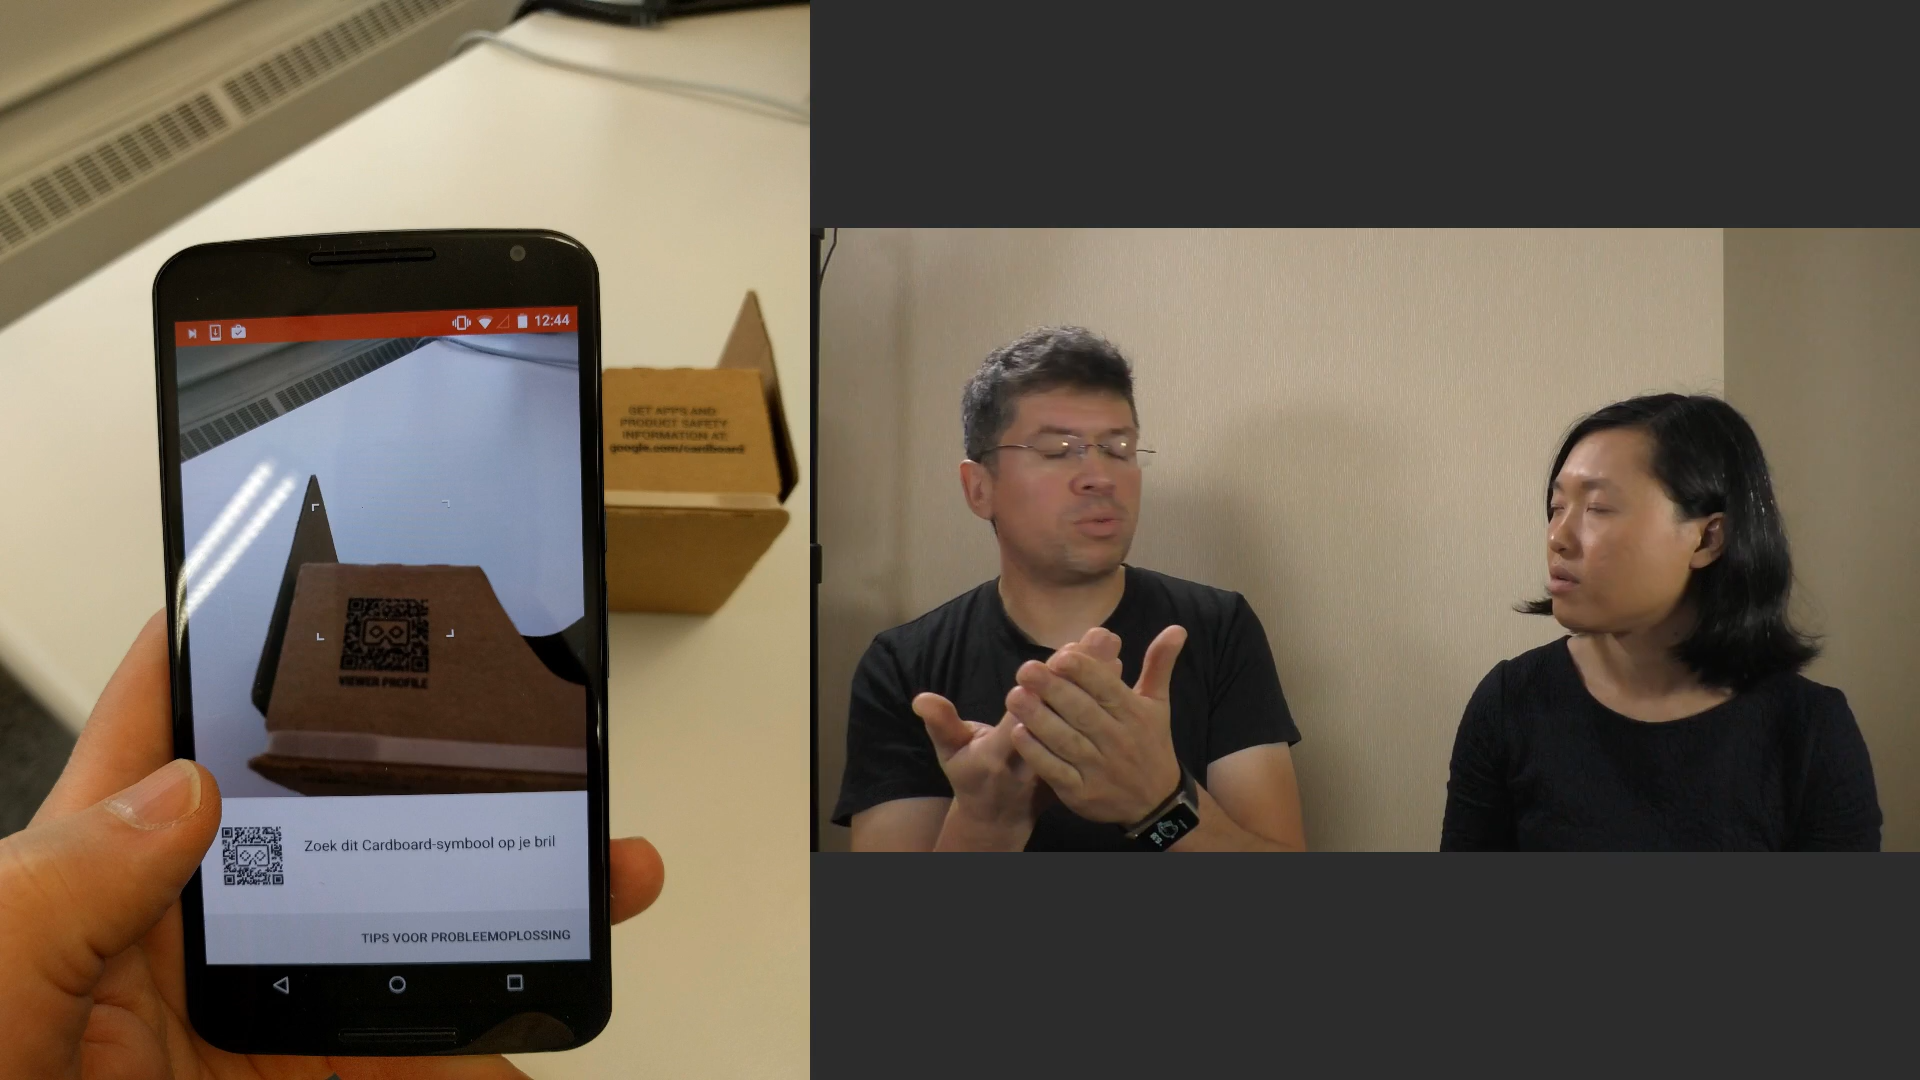 12:44
GET APPS AND
PRODUCT SAFETY
INFORMATION AT:
google.com/cardboard
VIEWER PROFILE
Zoek dit Cardboard-symbool op je bril
TIPS VOOR PROBLEEMOPLOSSING